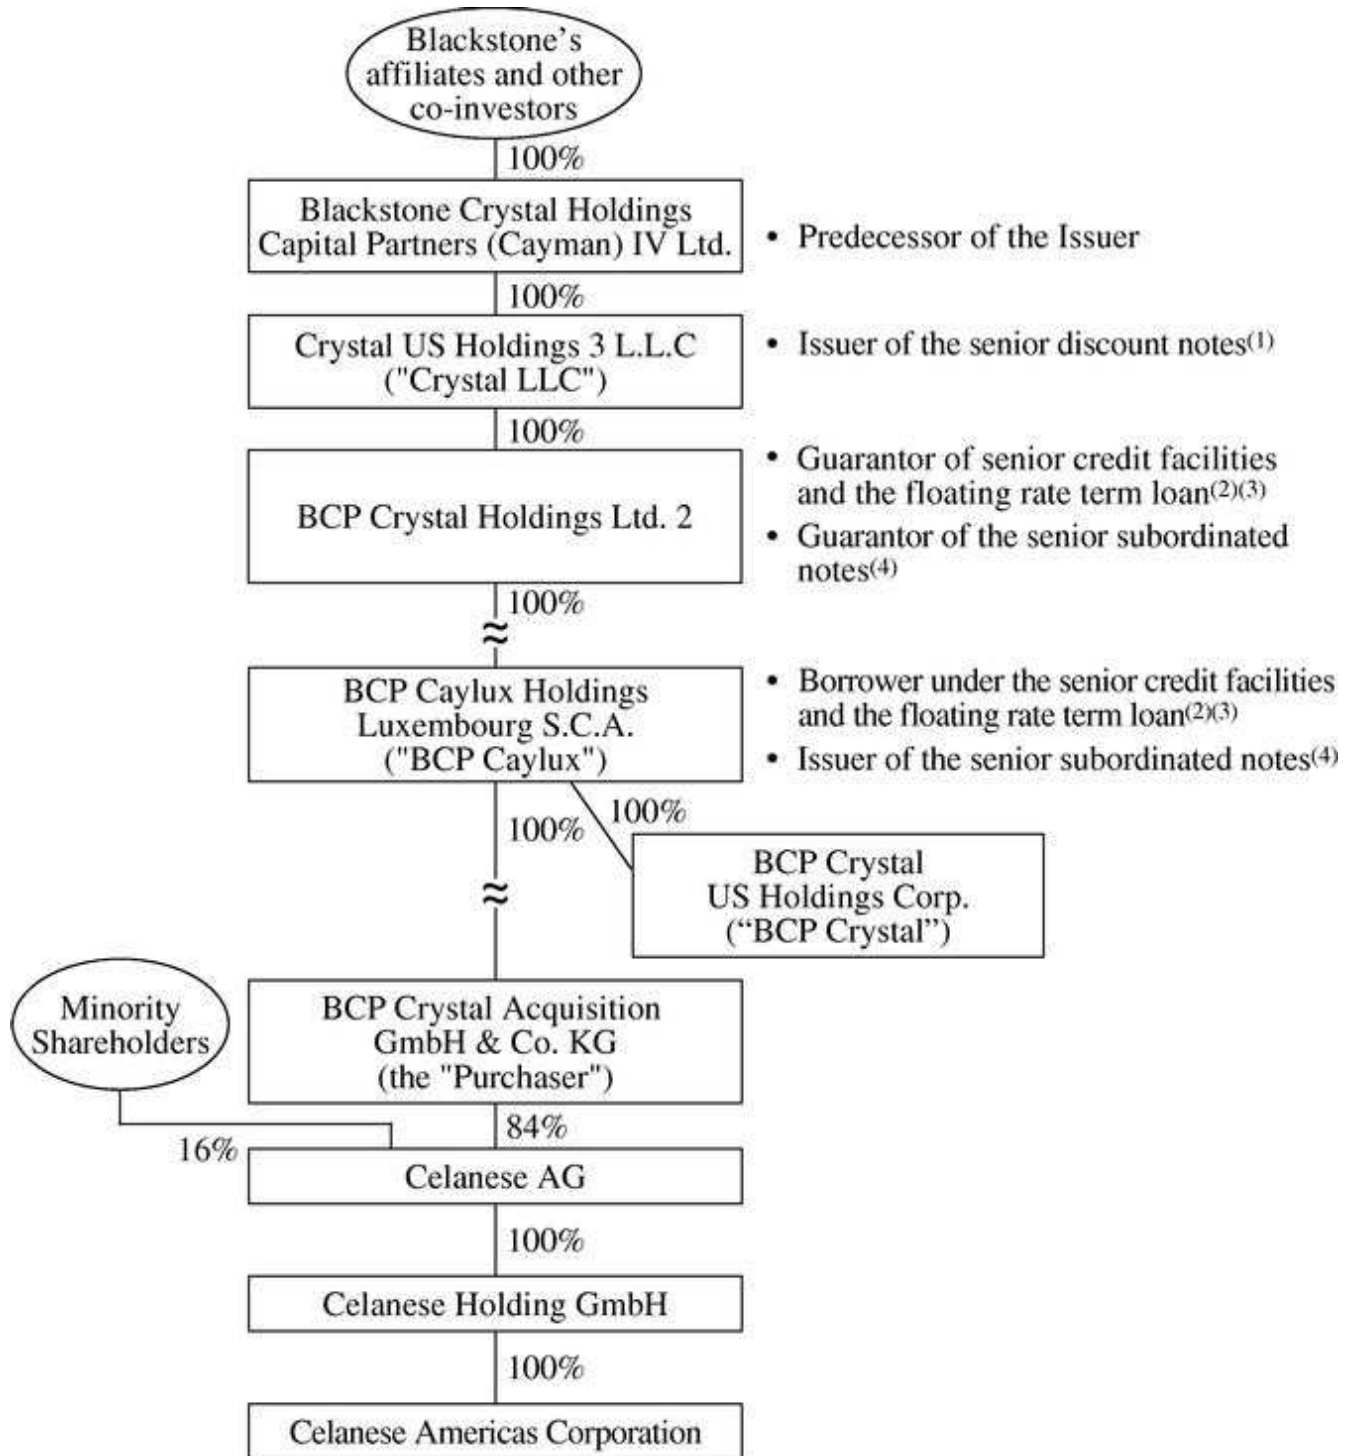 Blackstone's
affiliates and other
co-investors
100%
Blackstone Crystal Holdings
Capital Partners (Cayman) IV Ltd.
• Predecessor of the Issuer
100%
Crystal US Holdings 3 L.L.C
("Crystal LLC")
• Issuer of the senior discount notes(1)
100%
BCP Crystal Holdings Ltd. 2
• Guarantor of senior credit facilities
and the floating rate term loan(2)(3)
• Guarantor of the senior subordinated
notes(4)
100%
BCP Caylux Holdings
Luxembourg S.C.A.
("BCP Caylux")
• Borrower under the senior credit facilities
and the floating rate term loan(2)(3)
• Issuer of the senior subordinated notes(4)
100%
100%
BCP Crystal
US Holdings Corp.
(“BCP Crystal”)
Minority
Shareholders
BCP Crystal Acquisition
GmbH & Co. KG
(the "Purchaser")
16%
84%
Celanese AG
100%
Celanese Holding GmbH
100%
Celanese Americas Corporation